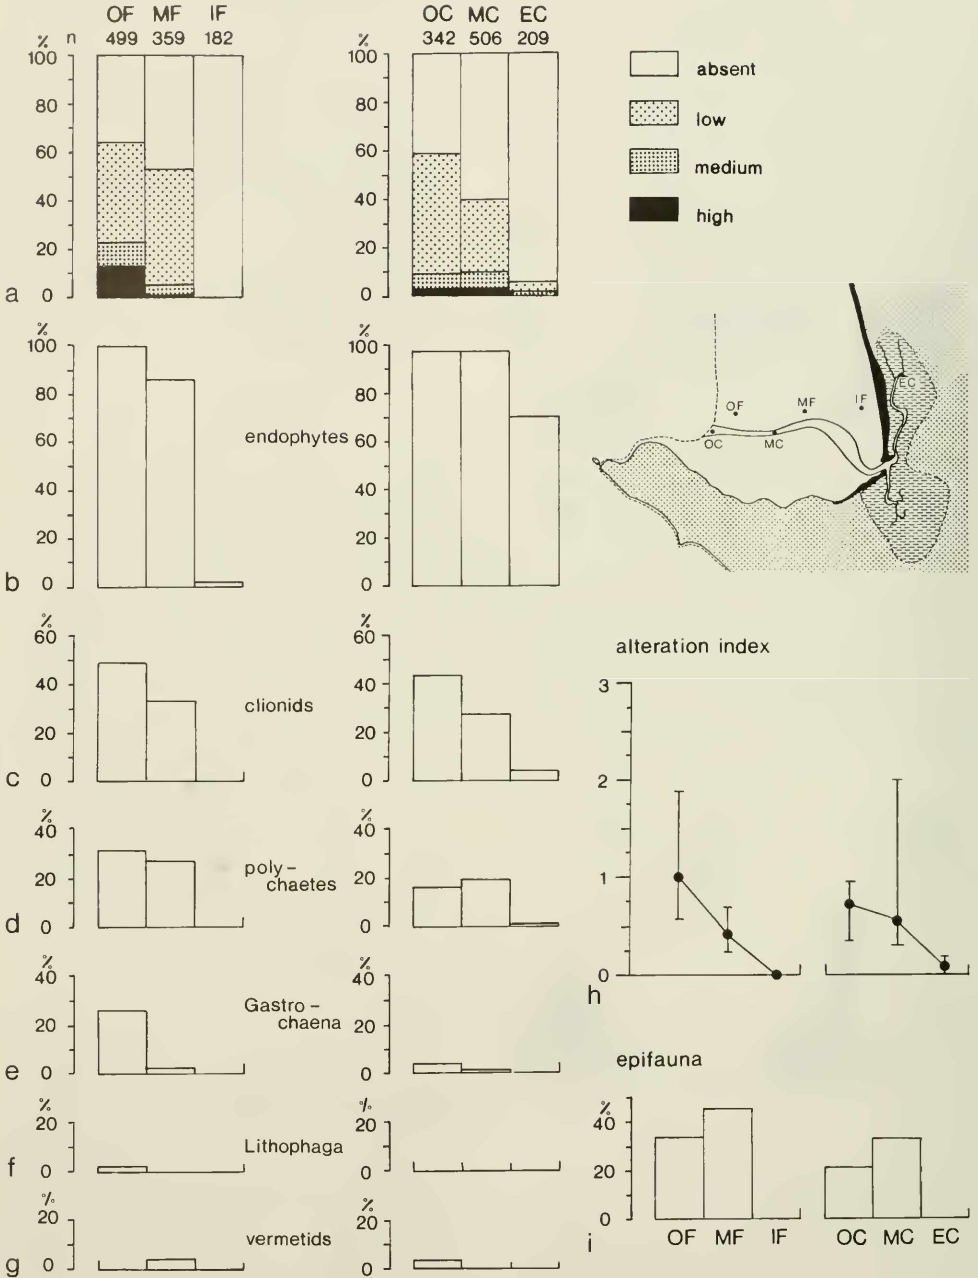 OF MF IF
% n 499 359 182
100
80
60
40
20
0
a
OC MC EC
% 342 506 209
100
80
60
40
20
0
absent
low
medium
high
%
100
80
60
40
20
0
b
endophytes
%
100
80
60
40
20
0
OF
MF
IF
EC
OC
MC
%
60
40
20
0
c
clionids
%
60
40
20
0
%
40
20
0
d
poly-
chaetes
%
40
20
0
%
40
20
0
e
Gastro-
chaena
%
40
20
0
%
20
0
f
Lithophaga
%
20
0
%
20
0
g
vermetids
%
20
0
alteration index
3
2
1
0
h
epifauna
%
40
20
0
i
OF MF IF
OC MC EC